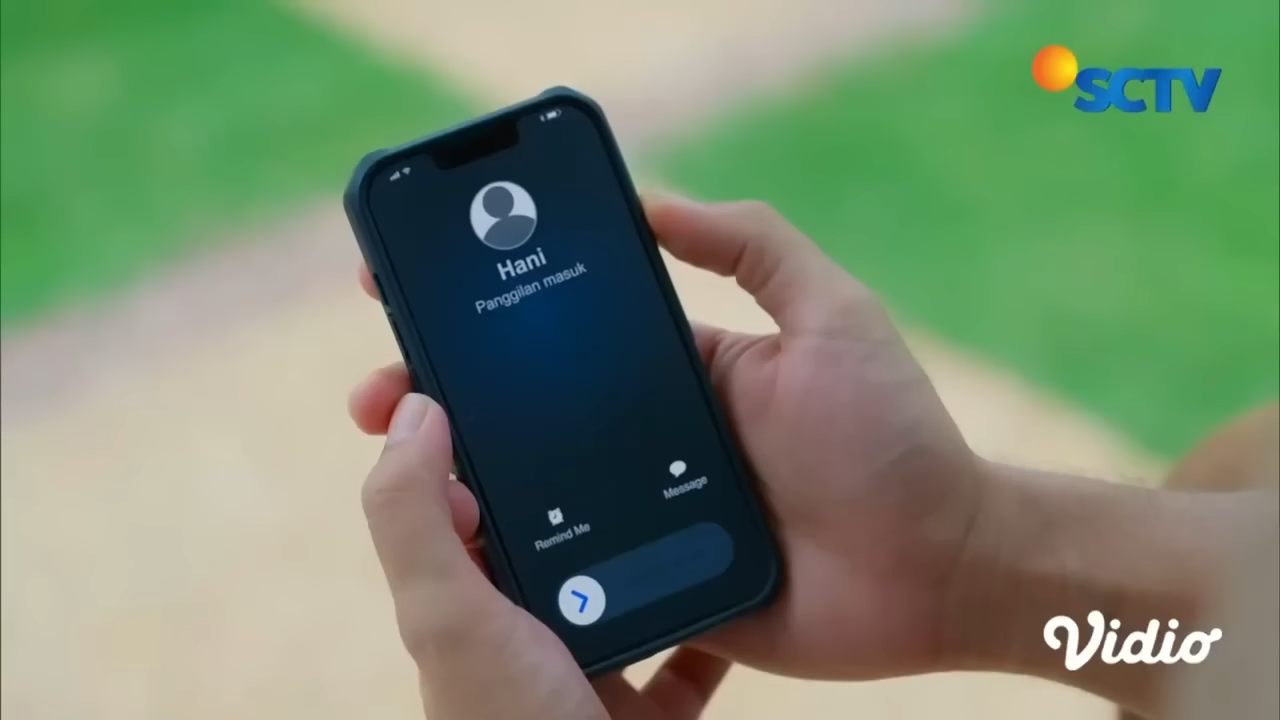 SCTV
Hani
Panggilan masuk
Message
Remind Me
Vidio